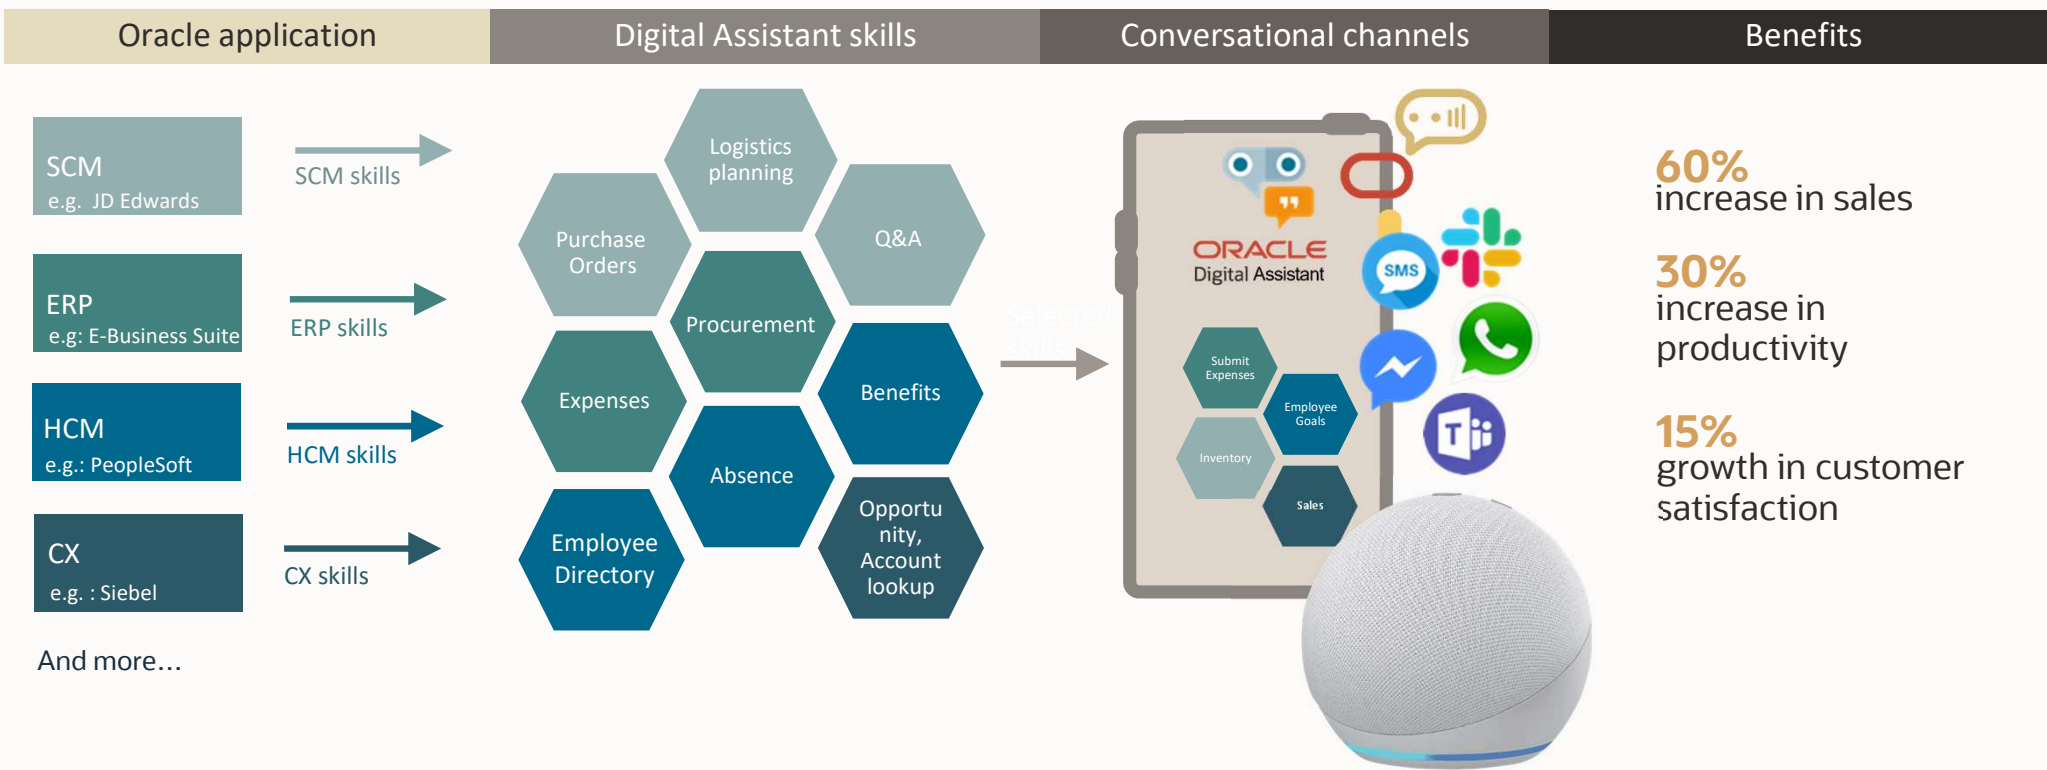 Oracle application
Digital Assistant skills
Conversational channels
Benefits
SCM
e.g. JD Edwards
SCM skills
ERP
e.g: E-Business Suite
ERP skills
HCM
e.g.: PeopleSoft
HCM skills
CX
e.g. : Siebel
CX skills
And more...
Logistics
planning
Purchase
Orders
Q&A
Procurement
Expenses
Benefits
Absence
Employee
Directory
Opportu
nity,
Account
lookup
Selected
skills
ORACLE
Digital Assistant
SMS
T
Submit
Expenses
Employee
Goals
Inventory
Sales
60%
increase in sales
30%
increase in
productivity
15%
growth in customer
satisfaction